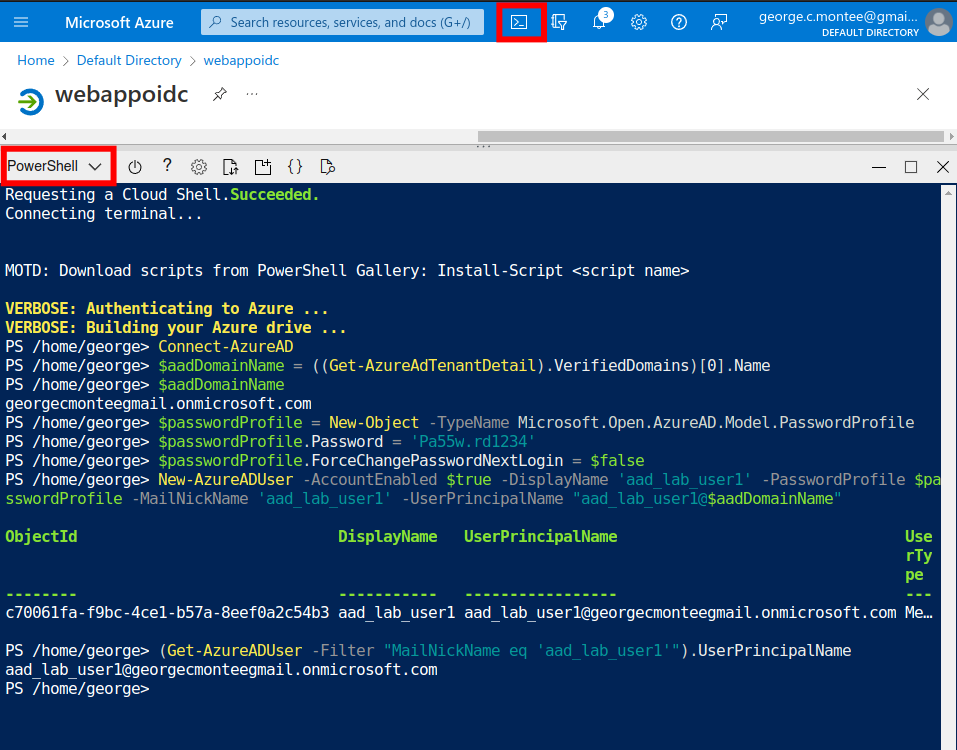 Microsoft Azure
Search resources, services, and docs (G+/)
3
george.c.montee@gmai...
DEFAULT DIRECTORY
Home > Default Directory > webappoidc
webappoidc
PowerShell
Requesting a Cloud Shell.Succeeded.
Connecting terminal...
MOTD: Download scripts from PowerShell Gallery: Install-Script <script name>
VERBOSE: Authenticating to Azure ...
VERBOSE: Building your Azure drive ...
PS /home/george> Connect-AzureAD
PS /home/george> $aadDomainName = ((Get-AzureAdTenantDetail).VerifiedDomains)[0].Name
PS /home/george> $aadDomainName
georgecmonteegmail.onmicrosoft.com
PS /home/george> $passwordProfile = New-Object -TypeName Microsoft.Open.AzureAD.Model.PasswordProfile
PS /home/george> $passwordProfile.Password = 'Pa55w.rd1234'
PS /home/george> $passwordProfile.ForceChangePasswordNextLogin = $false
PS /home/george> New-AzureADUser -AccountEnabled $true -DisplayName 'aad_lab_user1' -PasswordProfile $pa
sswordProfile -MailNickName 'aad_lab_user1' -UserPrincipalName "aad_lab_user1@$aadDomainName"
ObjectId DisplayName UserPrincipalName Use
rTy
pe
-------- ----------- ----------------- ---
c70061fa-f9bc-4ce1-b57a-8eef0a2c54b3 aad_lab_user1 aad_lab_user1@georgecmonteegmail.onmicrosoft.com Me…
PS /home/george> (Get-AzureADUser -Filter "MailNickName eq 'aad_lab_user1'").UserPrincipalName
aad_lab_user1@georgecmonteegmail.onmicrosoft.com
PS /home/george>